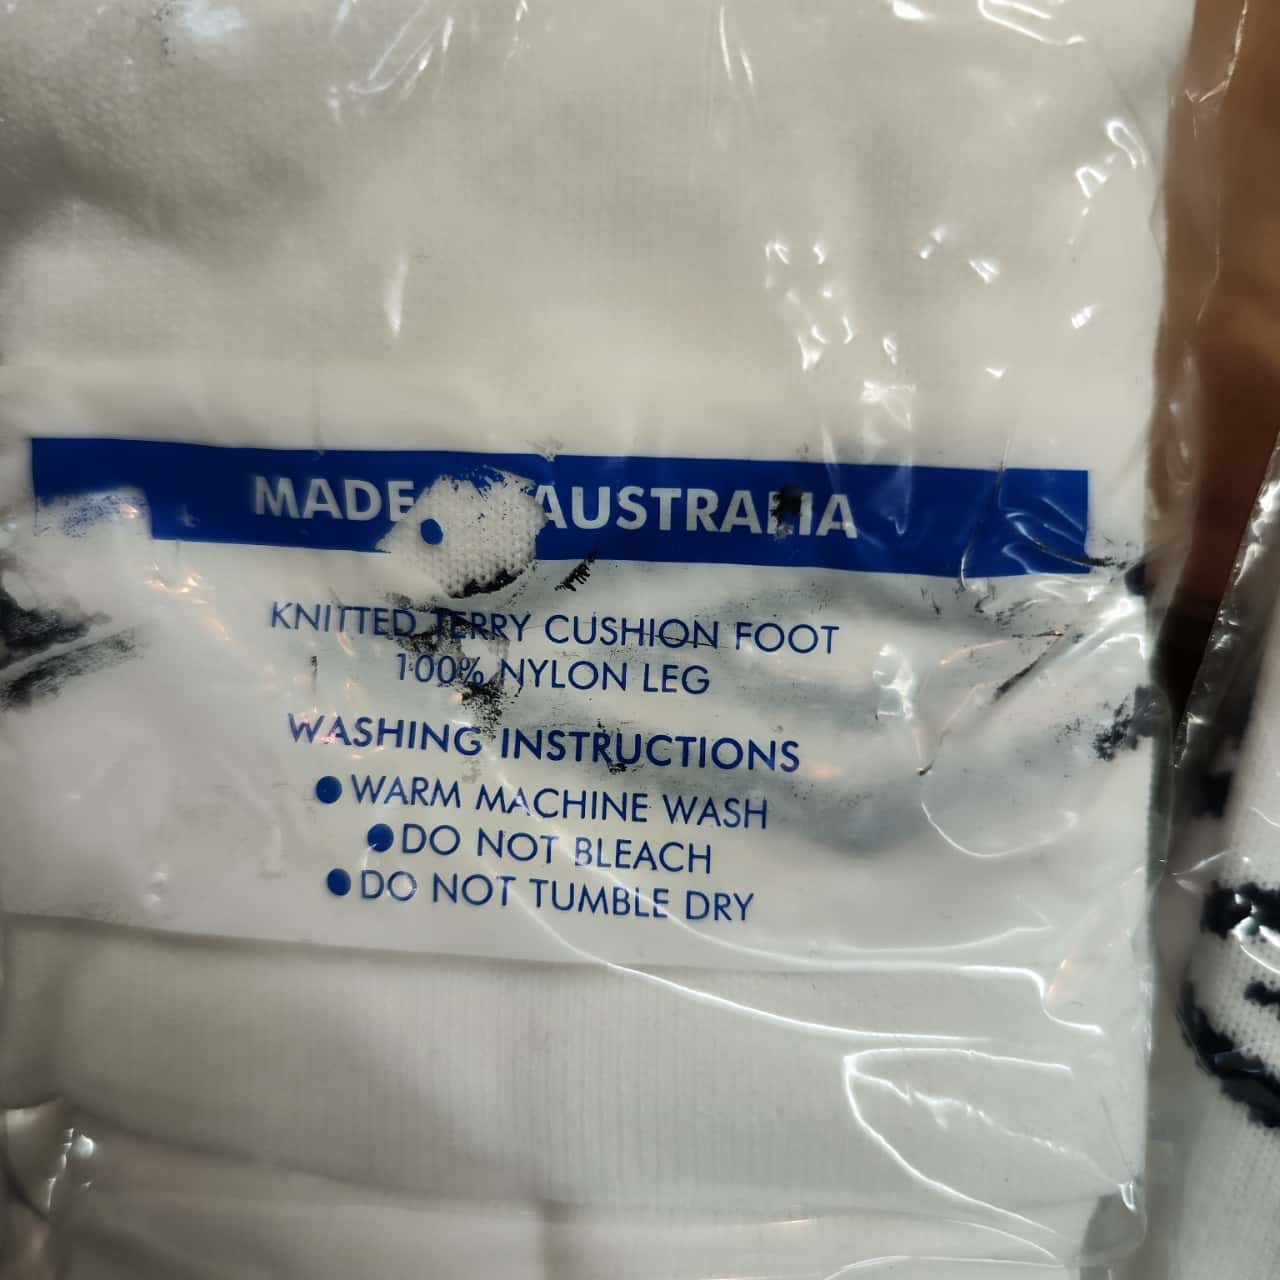 MADE AUSTRALIA
KNITTED TERRY CUSHION FOOT
100% NYLON LEG
WASHING INSTRUCTIONS
● WARM MACHINE WASH
● DO NOT BLEACH
● DO NOT TUMBLE DRY